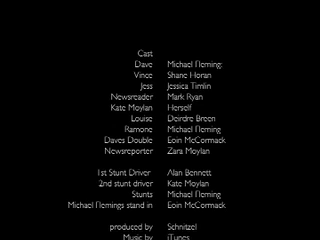 Cast
Dave Michael Fleming:
Vince Shane Horan
Jess Jessica Timlin
Newsreader Mark Ryan
Kate Moylan Herself
Louise Deirdre Breen
Ramone Michael Fleming
Daves Double Eoin McCormack
Newsreporter Zara Moylan
1st Stunt Driver Alan Bennett
2nd stunt driver Kate Moylan
Stunts Michael Fleming
Michael Flemings stand in Eoin McCormack
produced by Schnitzel
Music by iTunes